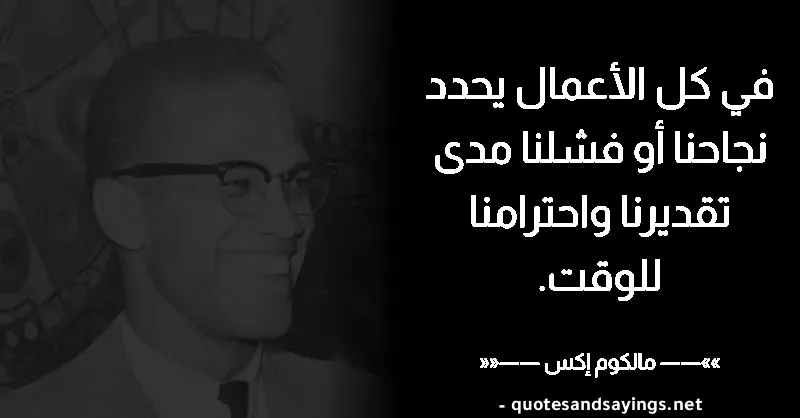 في كل الأعمال يحدد
نجاحنا أو فشلنا مدى
تقديرنا واحترامنا
للوقت.
»»—— مالكوم إكس ——««
- quotesandsayings.net